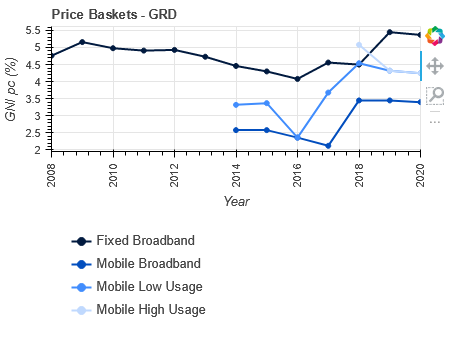 Price Baskets - GRD
5.5
5
4.5
4
3.5
3
2.5
2
GNI pc (%)
2008
2010
2012
2014
2016
2018
2020
Year
Fixed Broadband
Mobile Broadband
Mobile Low Usage
Mobile High Usage